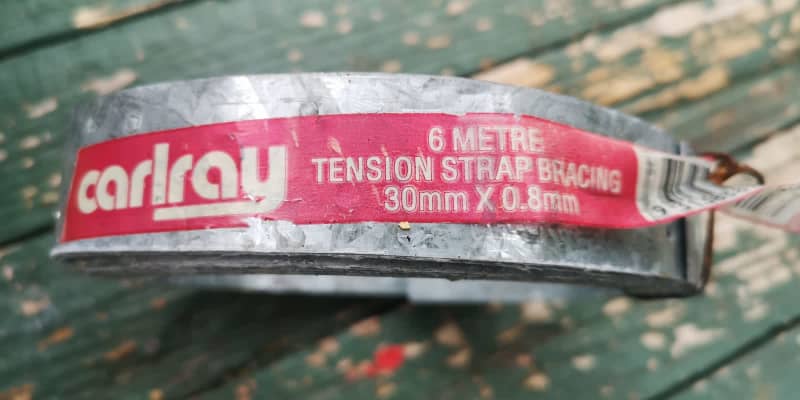 carlray
6 METRE
TENSION STRAP BRACING
30mm X 0.8mm